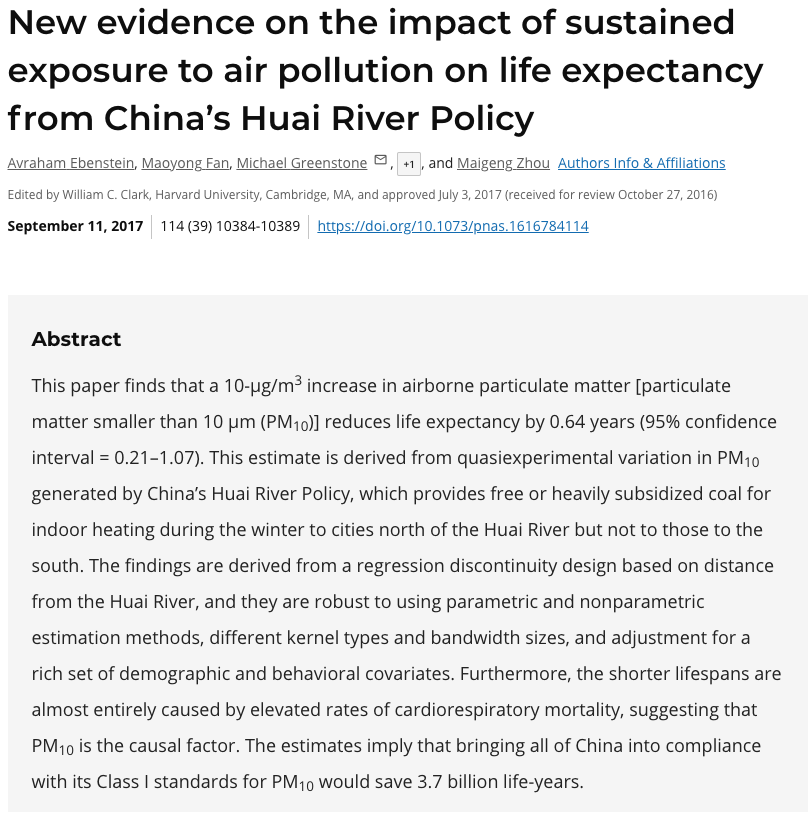 New evidence on the impact of sustained
exposure to air pollution on life expectancy
from China’s Huai River Policy
Avraham Ebenstein, Maoyong Fan, Michael Greenstone , +1 , and Maigeng Zhou Authors Info & Affiliations
Edited by William C. Clark, Harvard University, Cambridge, MA, and approved July 3, 2017 (received for review October 27, 2016)
September 11, 2017 114 (39) 10384-10389 https://doi.org/10.1073/pnas.1616784114
Abstract
This paper finds that a 10-μg/m³ increase in airborne particulate matter [particulate
matter smaller than 10 μm (PM₁₀)] reduces life expectancy by 0.64 years (95% confidence
interval = 0.21–1.07). This estimate is derived from quasiexperimental variation in PM₁₀
generated by China’s Huai River Policy, which provides free or heavily subsidized coal for
indoor heating during the winter to cities north of the Huai River but not to those to the
south. The findings are derived from a regression discontinuity design based on distance
from the Huai River, and they are robust to using parametric and nonparametric
estimation methods, different kernel types and bandwidth sizes, and adjustment for a
rich set of demographic and behavioral covariates. Furthermore, the shorter lifespans are
almost entirely caused by elevated rates of cardiorespiratory mortality, suggesting that
PM₁₀ is the causal factor. The estimates imply that bringing all of China into compliance
with its Class I standards for PM₁₀ would save 3.7 billion life-years.